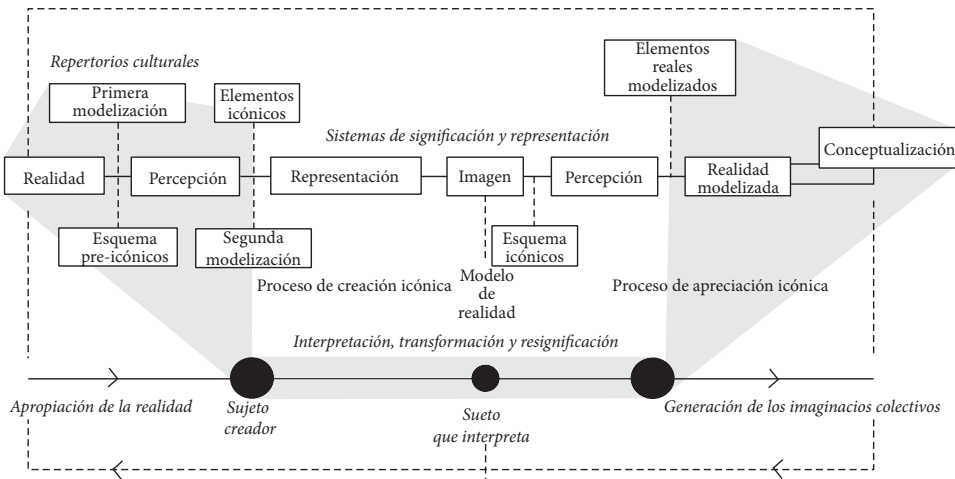 Repertorios culturales
Primera
modelización
Elementos
icónicos
Elementos
reales
modelizados
Sistemas de significación y representación
Realidad
Percepción
Representación
Imagen
Percepción
Realidad
modelizada
Conceptualización
Esquema
pre-icónicos
Segunda
modelización
Esquema
icónicos
Proceso de creación icónica
Modelo
de
realidad
Proceso de apreciación icónica
Interpretación, transformación y resignificación
Apropiación de la realidad
Sujeto
creador
Sueto
que interpreta
Generación de los imaginacios colectivos